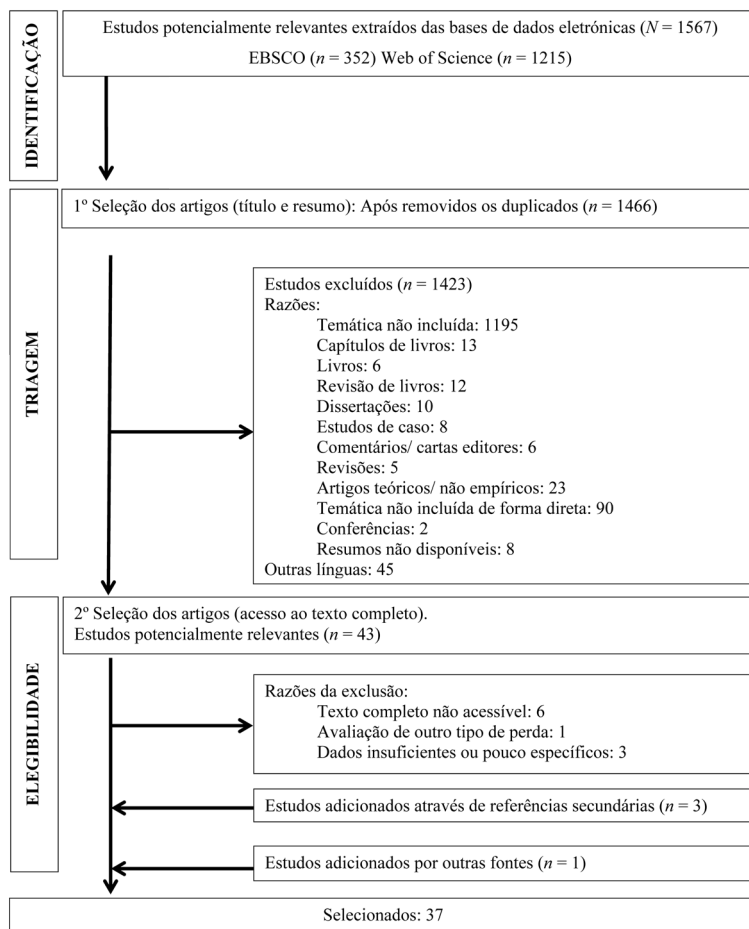 IDENTIFICAÇÃO
Estudos potencialmente relevantes extraídos das bases de dados eletrónicas (N = 1567)
EBSCO (n = 352) Web of Science (n = 1215)
TRIAGEM
1º Seleção dos artigos (título e resumo): Após removidos os duplicados (n = 1466)
Estudos excluídos (n = 1423)
Razões:
Temática não incluída: 1195
Capítulos de livros: 13
Livros: 6
Revisão de livros: 12
Dissertações: 10
Estudos de caso: 8
Comentários/ cartas editores: 6
Revisões: 5
Artigos teóricos/ não empíricos: 23
Temática não incluída de forma direta: 90
Conferências: 2
Resumos não disponíveis: 8
Outras línguas: 45
ELEGIBILIDADE
2º Seleção dos artigos (acesso ao texto completo).
Estudos potencialmente relevantes (n = 43)
Razões da exclusão:
Texto completo não acessível: 6
Avaliação de outro tipo de perda: 1
Dados insuficientes ou pouco específicos: 3
Estudos adicionados através de referências secundárias (n = 3)
Estudos adicionados por outras fontes (n = 1)
Selecionados: 37